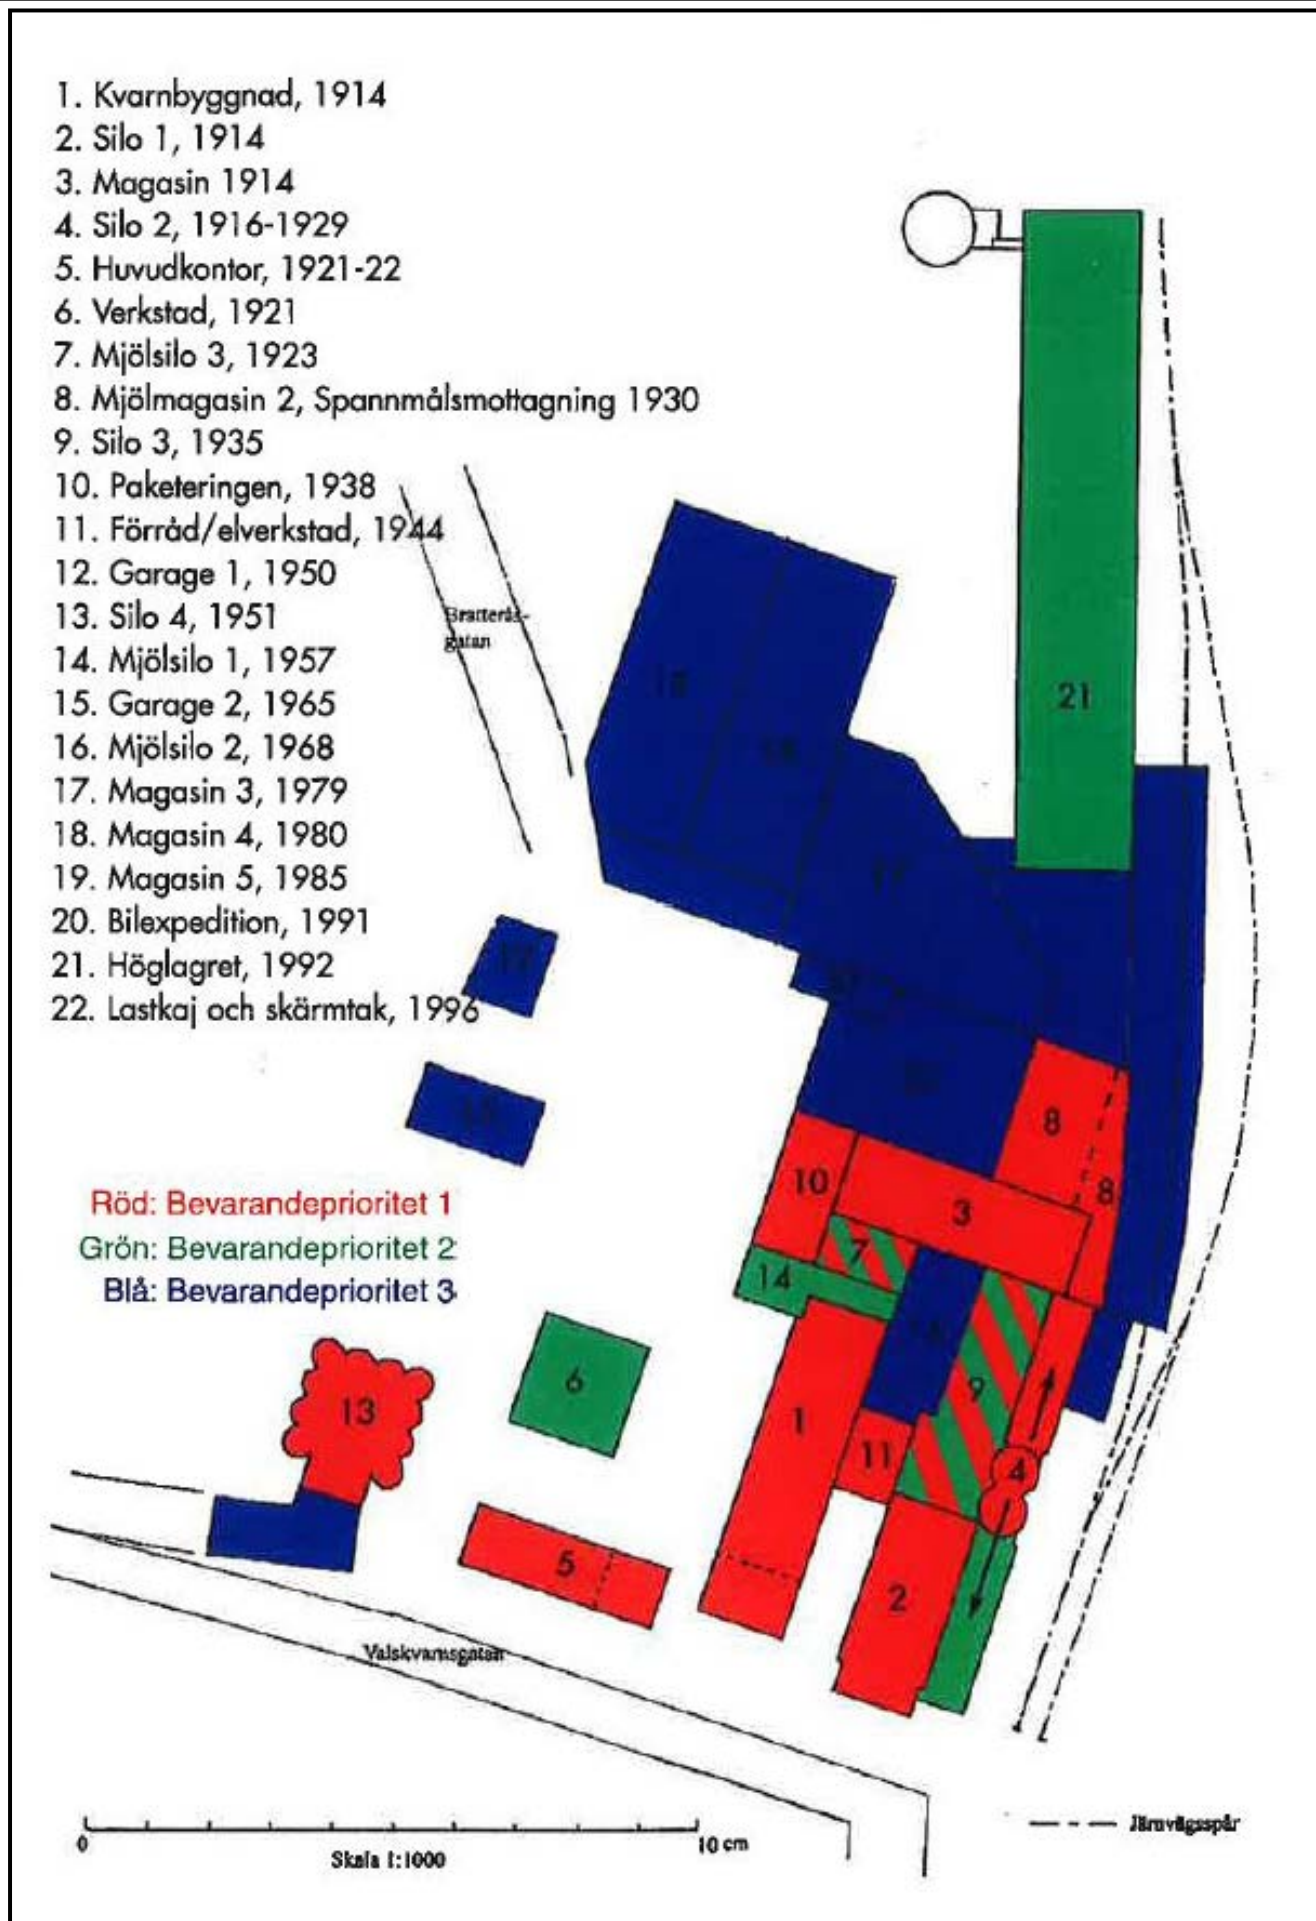 1. Kvarnbyggnad, 1914
2. Silo 1, 1914
3. Magasin 1914
4. Silo 2, 1916-1929
5. Huvudkontor, 1921-22
6. Verkstad, 1921
7. Mjölsilo 3, 1923
8. Mjölmagasin 2, Spannmålsmottagning 1930
9. Silo 3, 1935
10. Paketeringen, 1938
11. Förråd/elverkstad, 1944
12. Garage 1, 1950
13. Silo 4, 1951
14. Mjölsilo 1, 1957
15. Garage 2, 1965
16. Mjölsilo 2, 1968
17. Magasin 3, 1979
18. Magasin 4, 1980
19. Magasin 5, 1985
20. Bilexpedition, 1991
21. Höglagret, 1992
22. Lastkaj och skärmtak, 1996
Bratterås-
gatan
21
8
8
10
3
7
14
Röd: Bevarandeprioritet 1
Grön: Bevarandeprioritet 2
Blå: Bevarandeprioritet 3
6
13
9
4
1
11
4
5
2
Valskvarnsgatan
0
10 cm
Skala 1:1000
Järnvägsspår